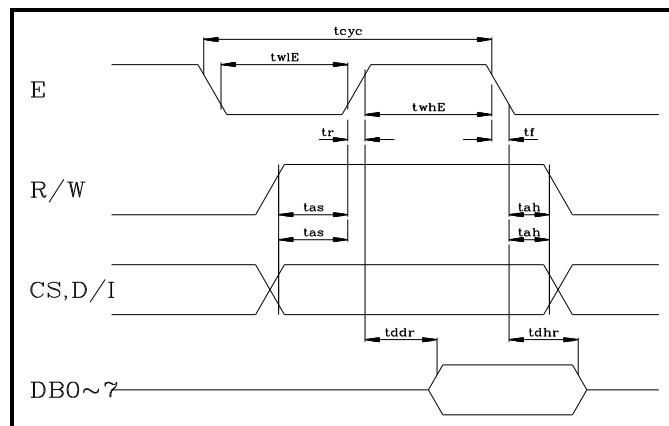 tcyc
twlE
E
twhE
tr
tf
R/W
tas
tah
tas
tah
CS,D/I
tddr
tdhr
DB0~7